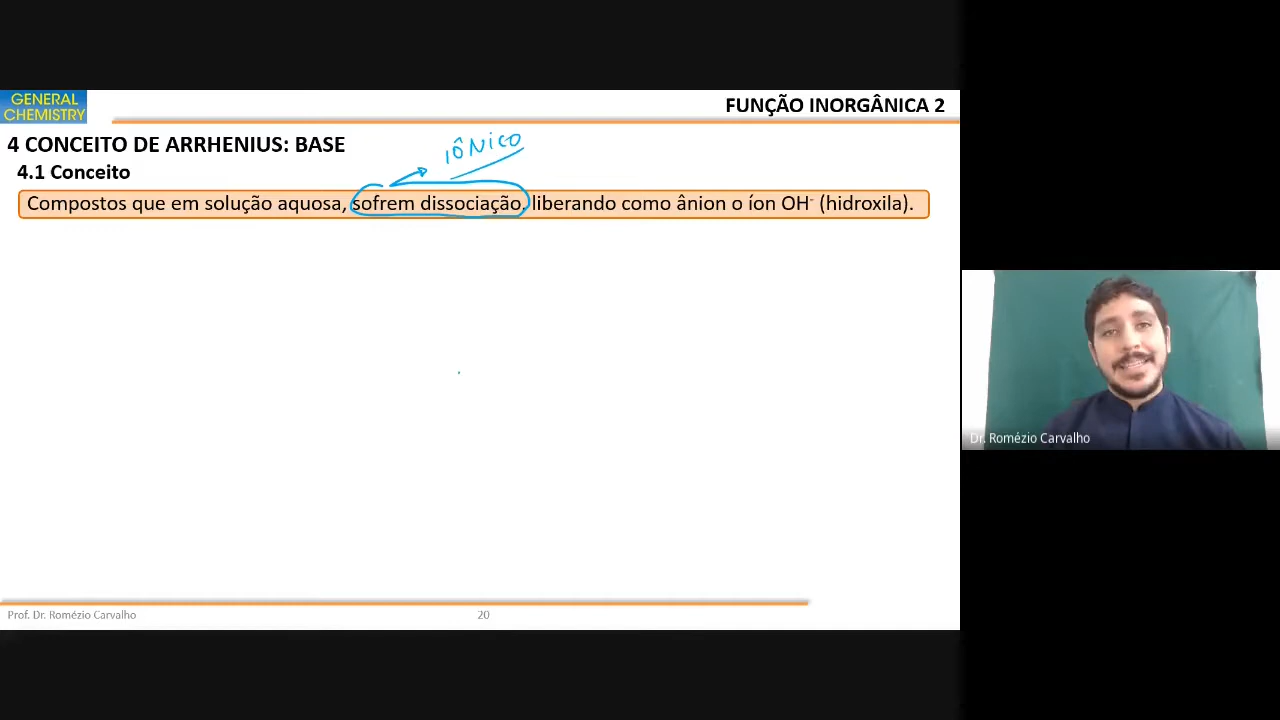 GENERAL
CHEMISTRY
FUNÇÃO INORGÂNICA 2
4 CONCEITO DE ARRHENIUS: BASE
IÔNICO
4.1 Conceito
Compostos que em solução aquosa, sofrem dissociação, liberando como ânion o íon OH⁻ (hidroxila).
Dr. Romézio Carvalho
Prof. Dr. Romézio Carvalho
20